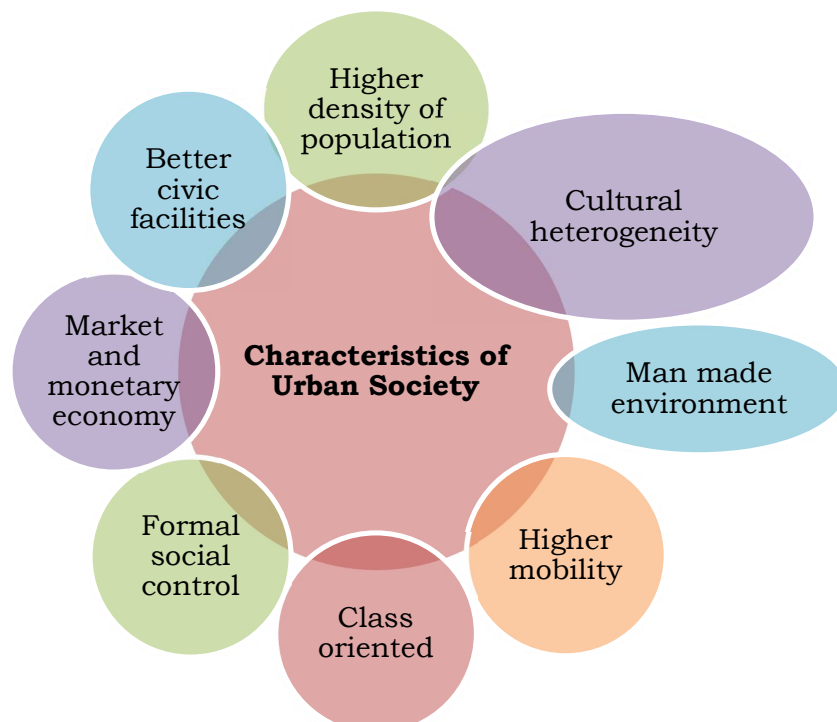 Higher
density of
population
Cultural
heterogeneity
Man made
environment
Higher
mobility
Class
oriented
Formal
social
control
Market
and
monetary
economy
Better
civic
facilities
Characteristics of
Urban Society